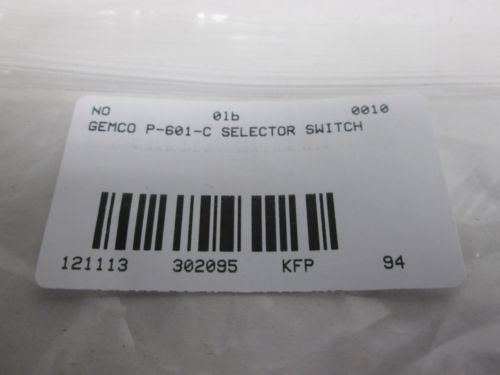 NO 01b 0010
GEMCO P-601-C SELECTOR SWITCH
121113 302095 KFP 94